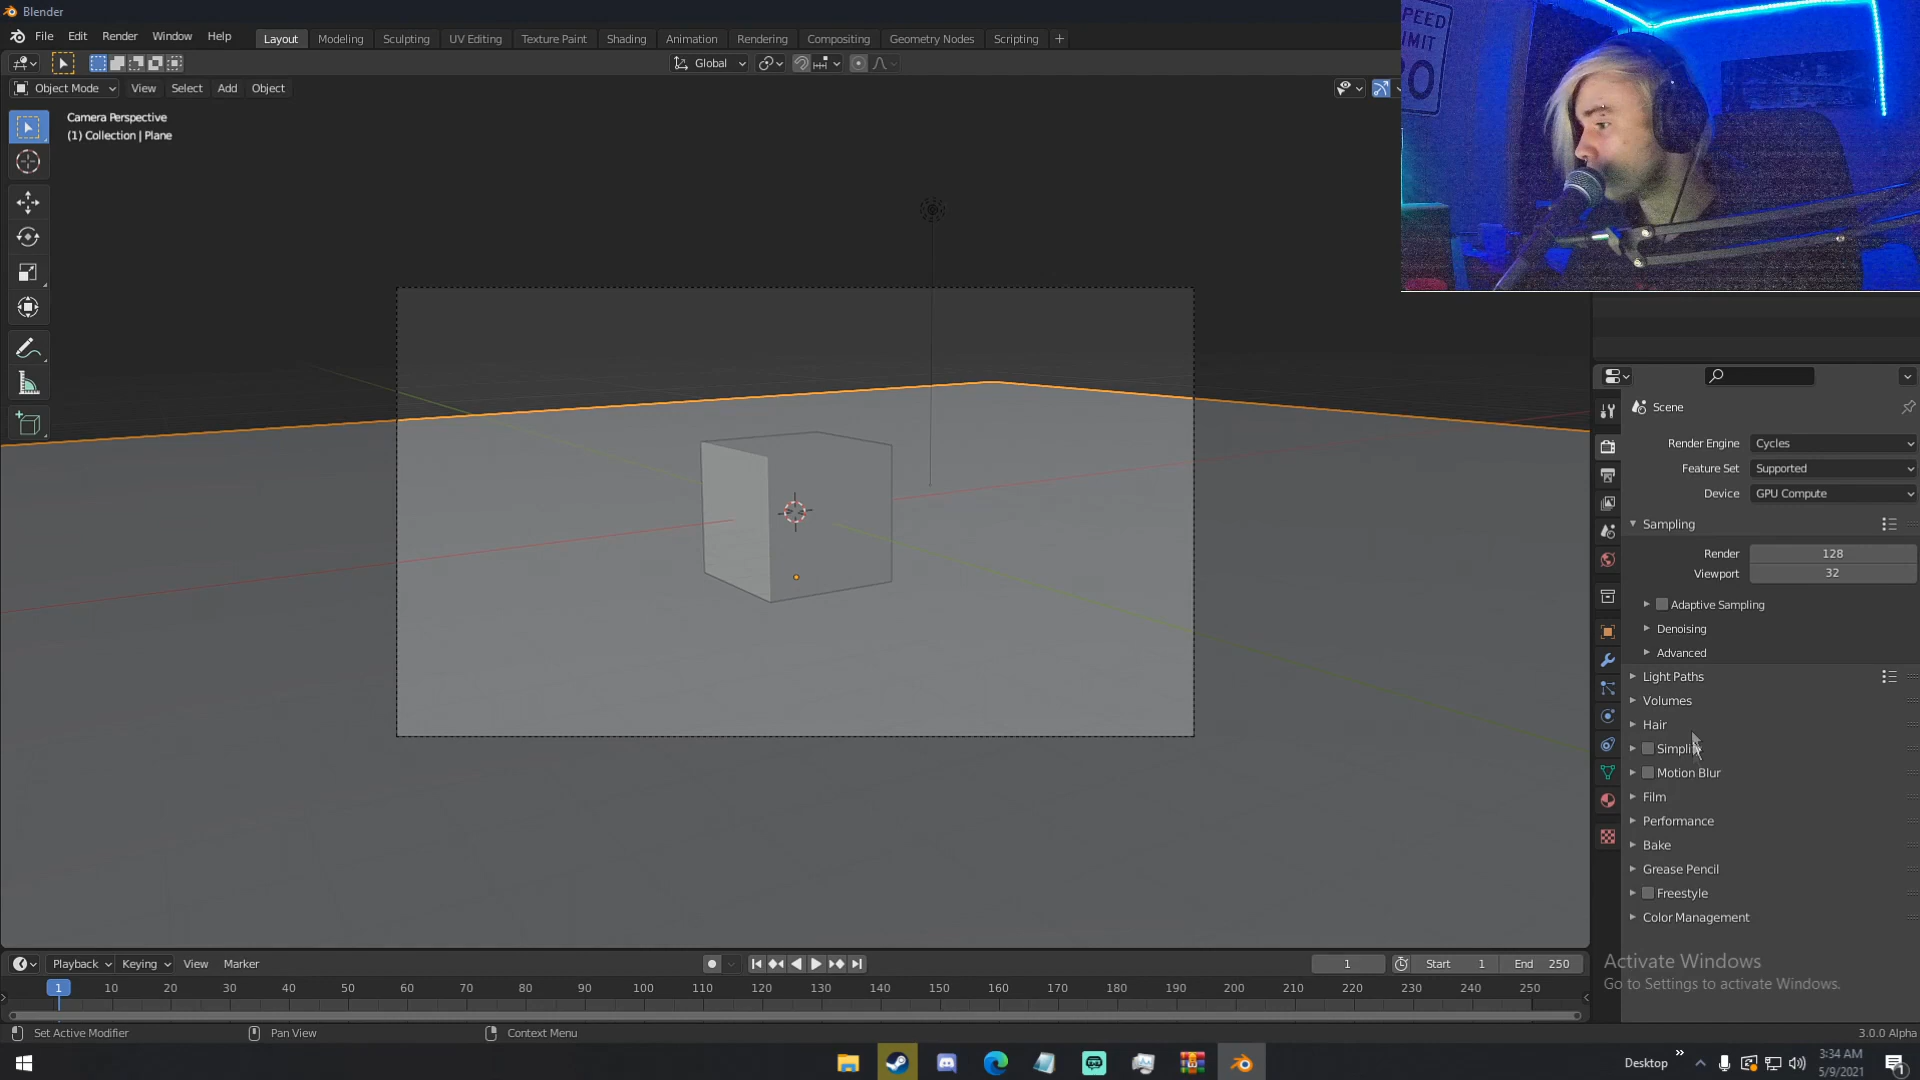 Blender
File Edit Render Window Help
Layout Modeling Sculpting UV Editing Texture Paint Shading Animation Rendering Compositing Geometry Nodes Scripting +
Global
Object Mode View Select Add Object
Camera Perspective
(1) Collection | Plane
SPEED
LIMIT
Scene
Render Engine Cycles
Feature Set Supported
Device GPU Compute
Sampling
Render 128
Viewport 32
Adaptive Sampling
Denoising
Advanced
Light Paths
Volumes
Hair
Simplify
Motion Blur
Film
Performance
Bake
Grease Pencil
Freestyle
Color Management
Activate Windows
Go to Settings to activate Windows.
Playback Keying View Marker
1 Start 1 End 250
1 10 20 30 40 50 60 70 80 90 100 110 120 130 140 150 160 170 180 190 200 210 220 230 240 250
Set Active Modifier Pan View Context Menu
3.0.0 Alpha
Desktop
3:34 AM
5/9/2021
1